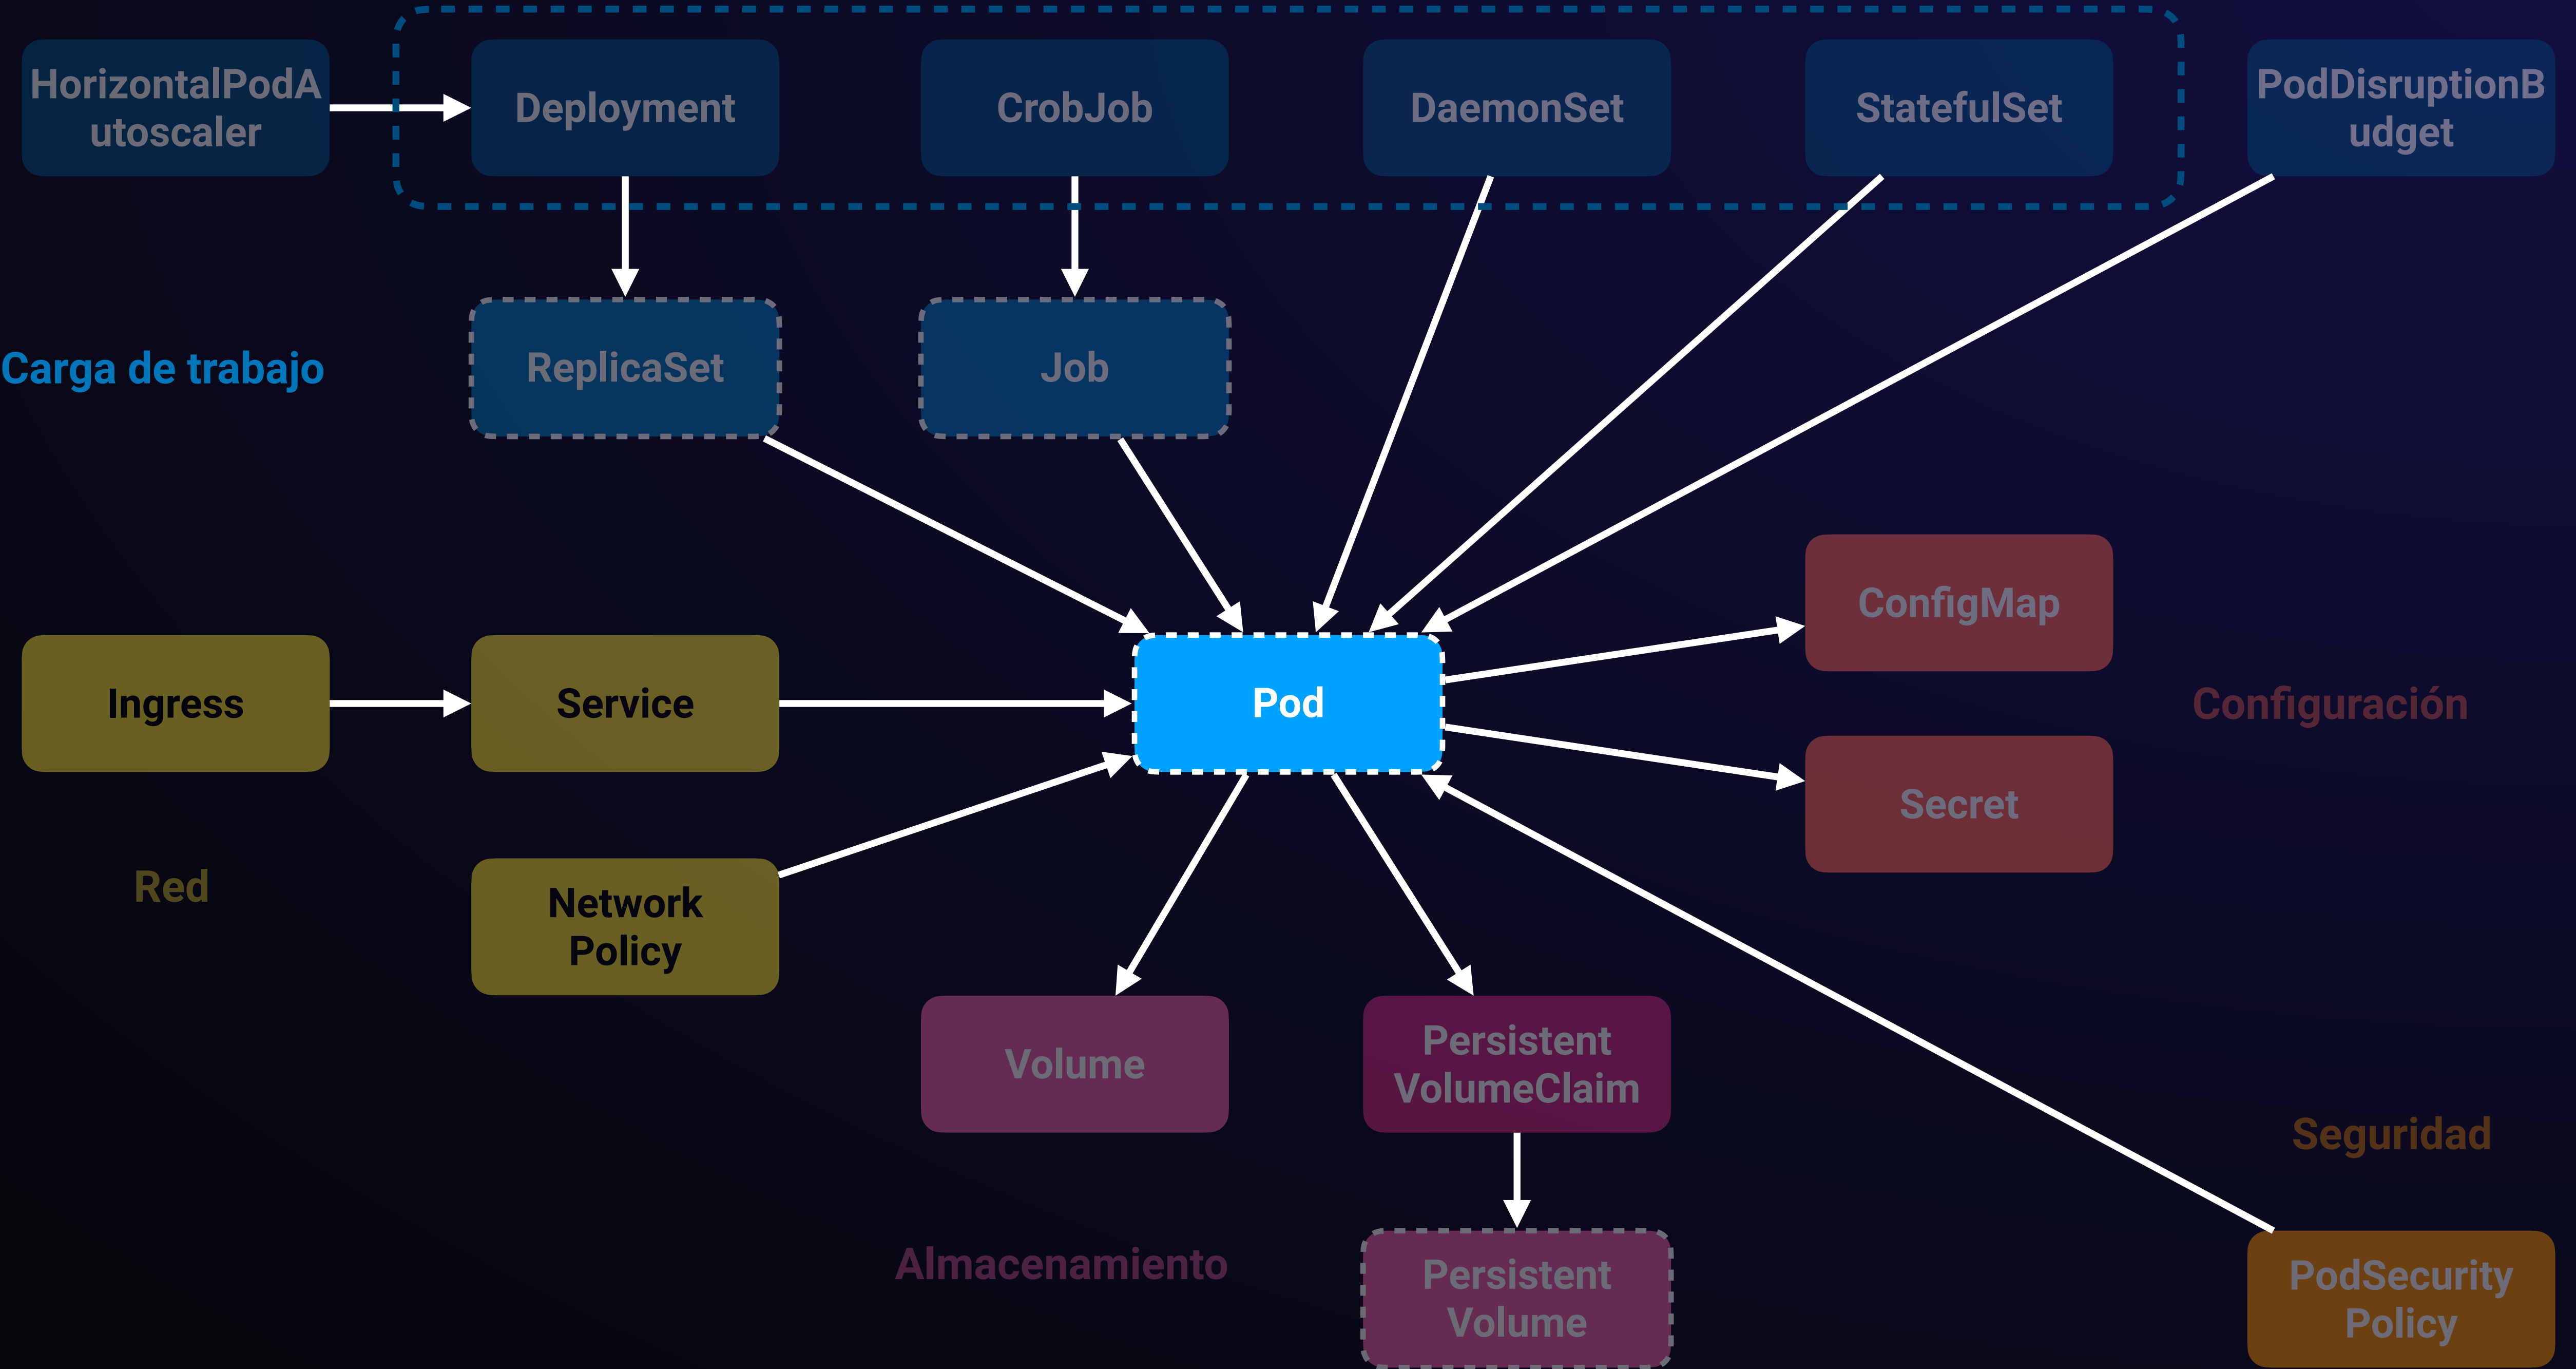 HorizontalPodA
utoscaler
Deployment
CrobJob
DaemonSet
StatefulSet
PodDisruptionB
udget
Carga de trabajo
ReplicaSet
Job
ConfigMap
Ingress
Service
Pod
Configuración
Secret
Red
Network
Policy
Volume
Persistent
VolumeClaim
Seguridad
Almacenamiento
Persistent
Volume
PodSecurity
Policy